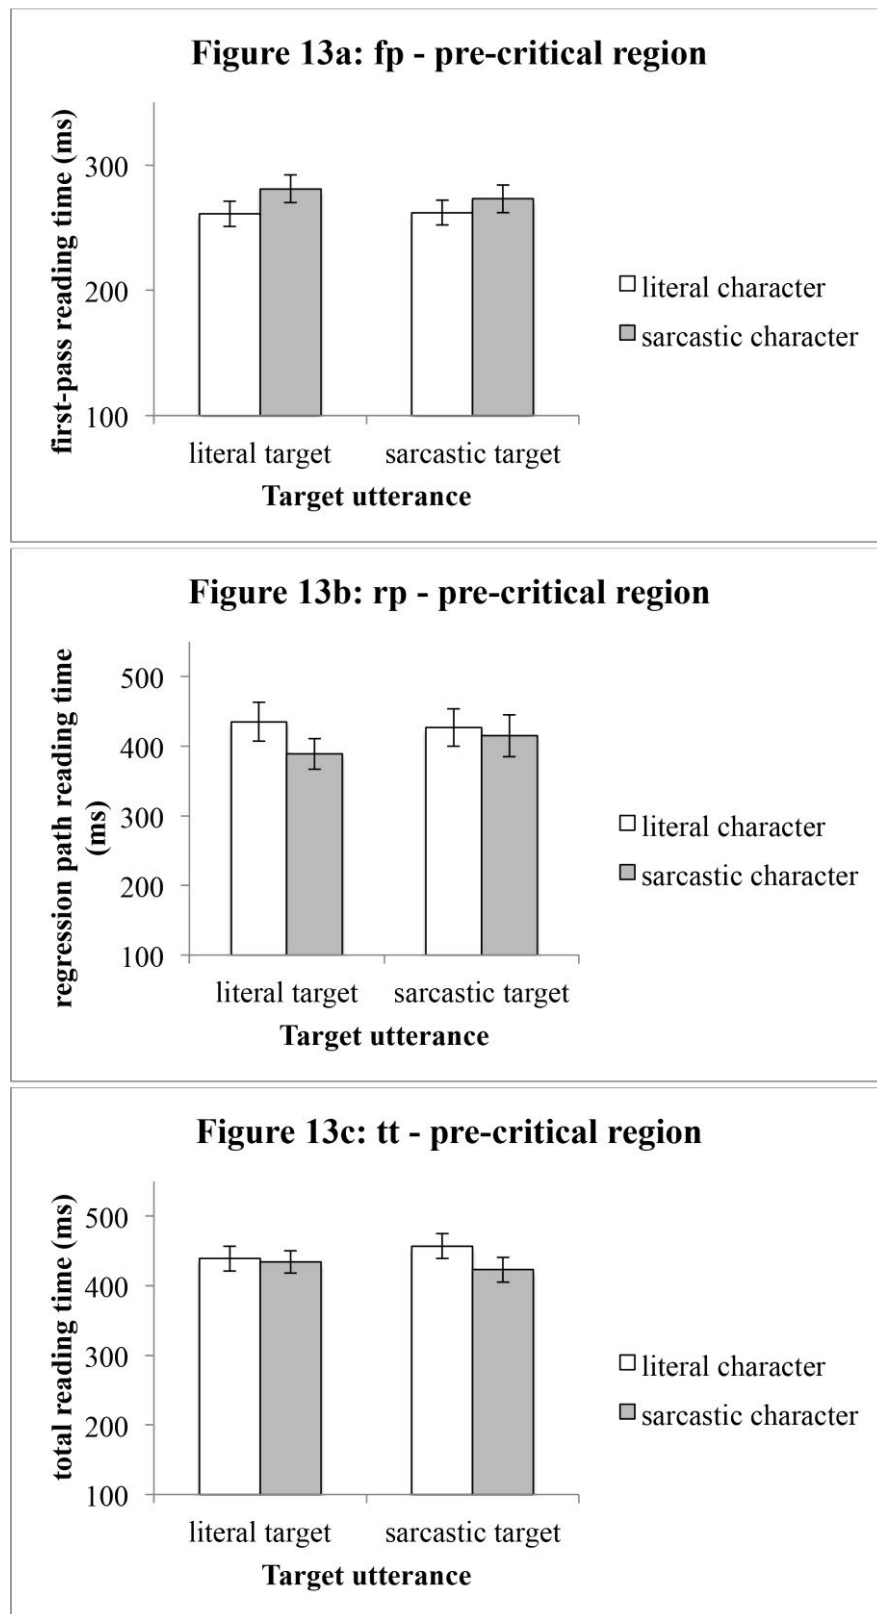 Figure 13a: fp - pre-critical region
first-pass reading time (ms)
300
200
100
literal target
sarcastic target
Target utterance
literal character
sarcastic character
Figure 13b: rp - pre-critical region
regression path reading time
(ms)
500
400
300
200
100
literal target
sarcastic target
Target utterance
literal character
sarcastic character
Figure 13c: tt - pre-critical region
total reading time (ms)
500
400
300
200
100
literal target
sarcastic target
Target utterance
literal character
sarcastic character